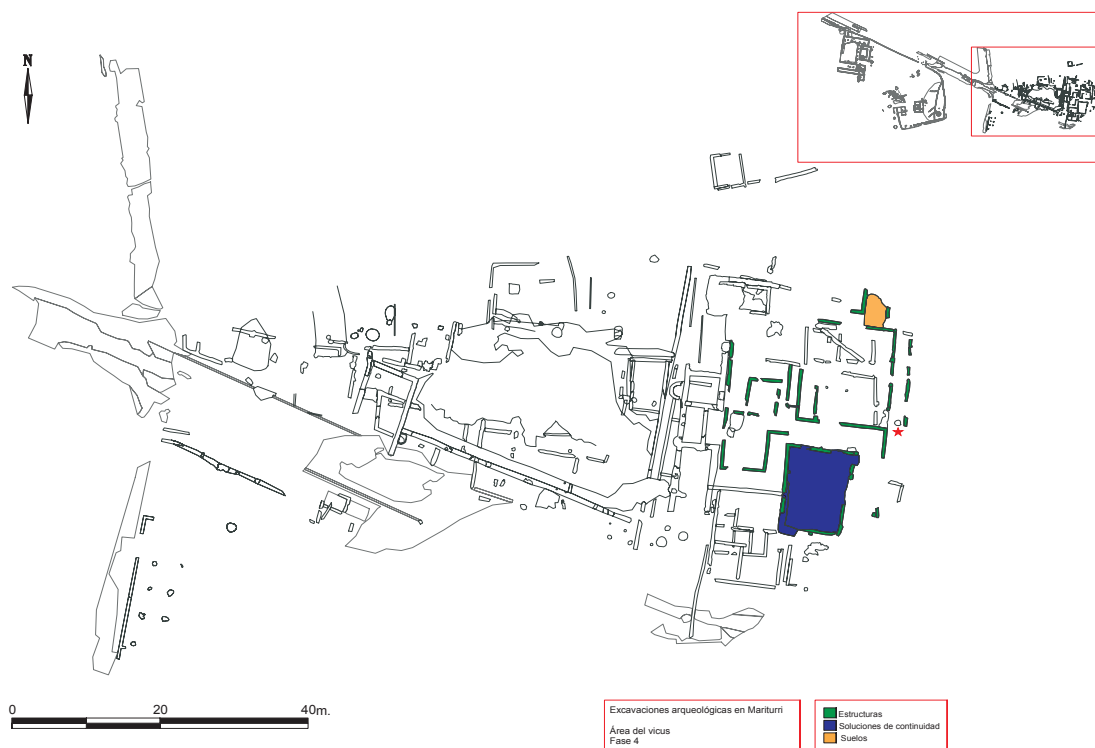 N
0 20 40m.
Excavaciones arqueológicas en Mariturri
Área del vicus
Fase 4
Estructuras
Soluciones de continuidad
Suelos